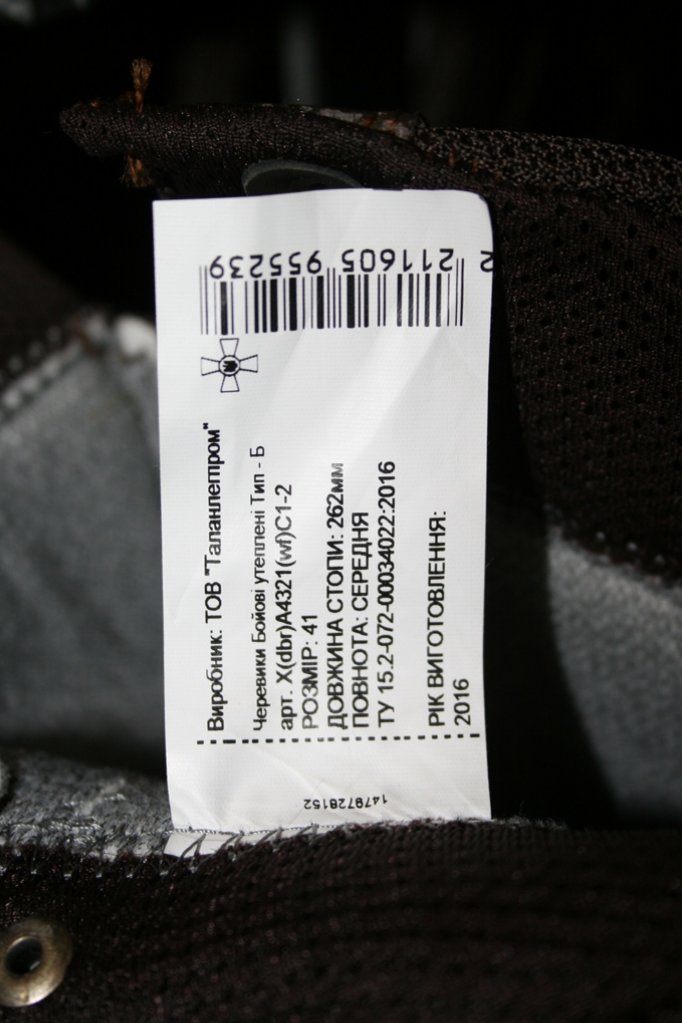 2 211605 955239
Виробник: ТОВ "Таланлегпром"
Черевики Бойові утеплені Тип - Б
арт. X(dbr)A4321(wf)C1-2
РОЗМІР: 41
ДОВЖИНА СТОПИ: 262мм
ПОВНОТА: СЕРЕДНЯ
ТУ 15.2-072-00034022:2016
РІК ВИГОТОВЛЕННЯ:
2016
1479728152